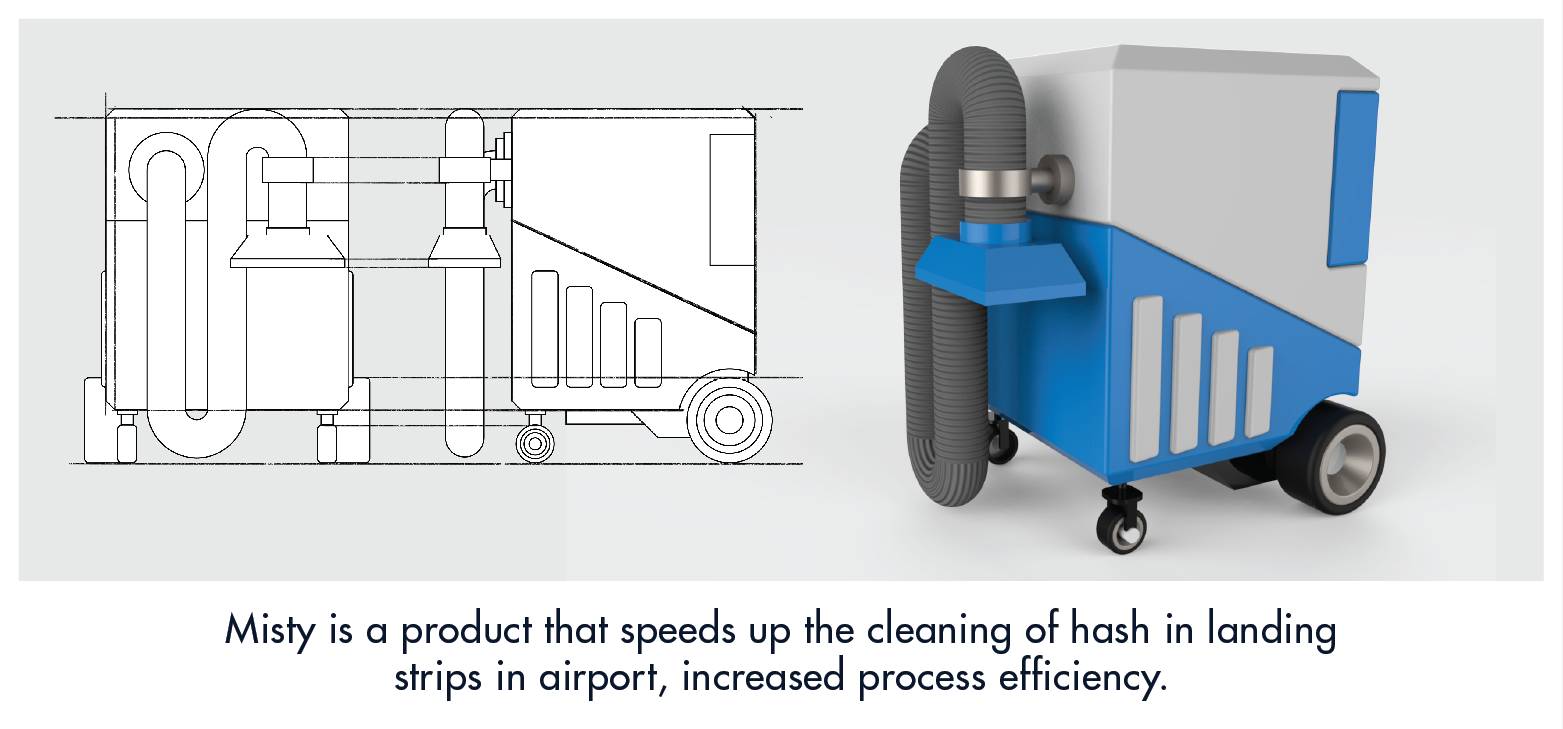 Misty is a product that speeds up the cleaning of hash in landing
strips in airport, increased process efficiency.